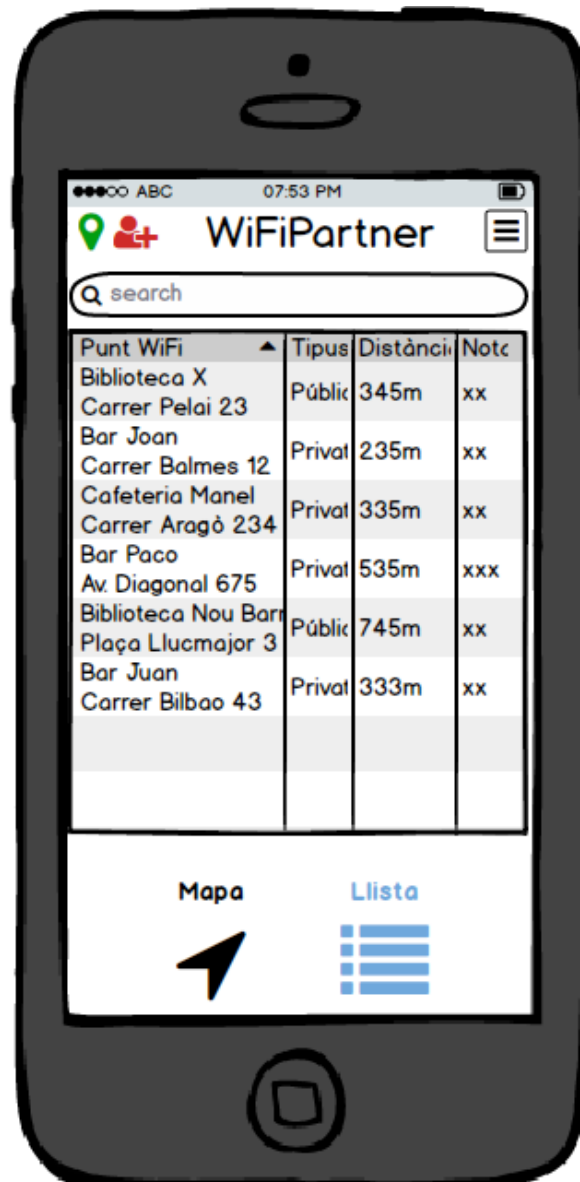 ABC 07:53 PM
WiFiPartner
search
Punt WiFi Tipus Distànci Nota
Biblioteca X
Carrer Pelai 23
Públic 345m xx
Bar Joan
Carrer Balmes 12
Privat 235m xx
Cafeteria Manel
Carrer Aragò 234
Privat 335m xx
Bar Paco
Av. Diagonal 675
Privat 535m xxx
Biblioteca Nou Barr
Plaça Llucmajor 3
Públic 745m xx
Bar Juan
Carrer Bilbao 43
Privat 333m xx
Mapa Llista